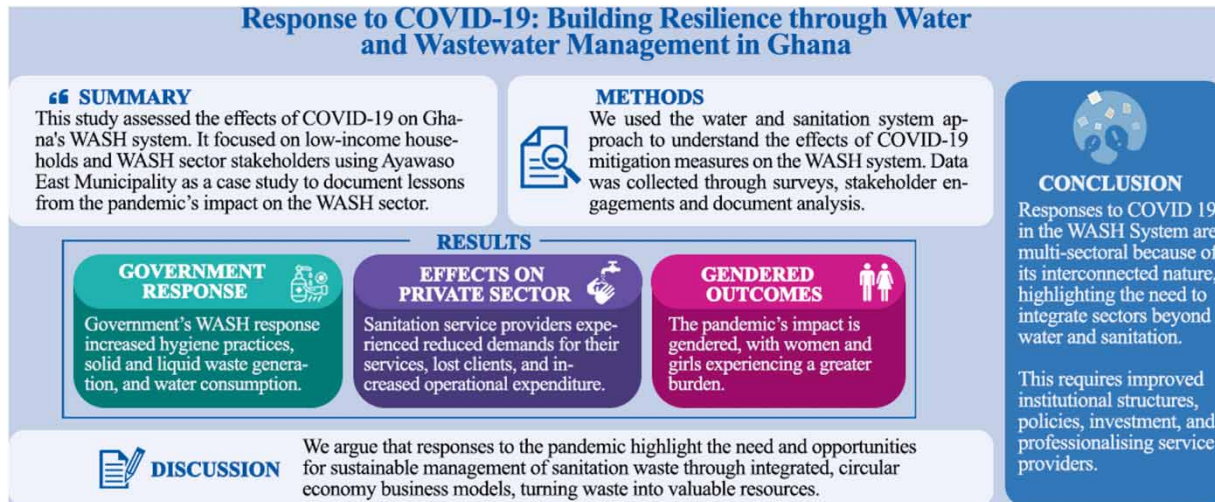 Response to COVID-19: Building Resilience through Water
and Wastewater Management in Ghana
SUMMARY
This study assessed the effects of COVID-19 on Gha-
na's WASH system. It focused on low-income house-
holds and WASH sector stakeholders using Ayawaso
East Municipality as a case study to document lessons
from the pandemic's impact on the WASH sector.
METHODS
We used the water and sanitation system ap-
proach to understand the effects of COVID-19
mitigation measures on the WASH system. Data
was collected through surveys, stakeholder en-
gagements and document analysis.
RESULTS
GOVERNMENT
RESPONSE
Government's WASH response
increased hygiene practices,
solid and liquid waste genera-
tion, and water consumption.
EFFECTS ON
PRIVATE SECTOR
Sanitation service providers expe-
rienced reduced demands for their
services, lost clients, and in-
creased operational expenditure.
GENDERED
OUTCOMES
The pandemic's impact is
gendered, with women and
girls experiencing a greater
burden.
DISCUSSION
We argue that responses to the pandemic highlight the need and opportunities
for sustainable management of sanitation waste through integrated, circular
economy business models, turning waste into valuable resources.
CONCLUSION
Responses to COVID 19
in the WASH System are
multi-sectoral because of
its interconnected nature,
highlighting the need to
integrate sectors beyond
water and sanitation.
This requires improved
institutional structures,
policies, investment, and
professionalising service
providers.